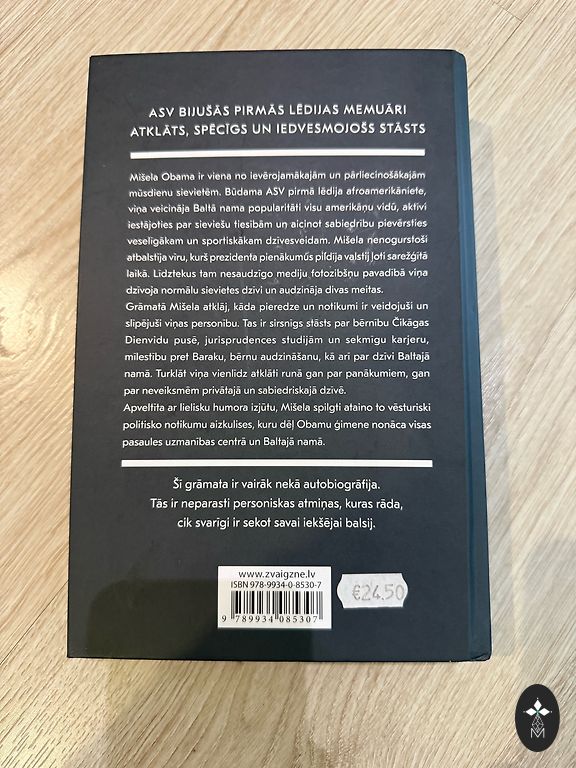 ASV BIJUŠĀS PIRMĀS LĒDIJAS MEMUĀRI
ATKLĀTS, SPĒCĪGS UN IEDVESMOJOŠS STĀSTS
Mišela Obama ir viena no ievērojamākajām un pārliecinošākajām
mūsdienu sievietēm. Būdama ASV pirmā lēdija afroamerikāniete,
viņa veicināja Baltā nama popularitāti visu amerikāņu vidū, aktīvi
iestājoties par sieviešu tiesībām un aicinot sabiedrību pievērsties
veselīgākam un sportiskākam dzīvesveidam. Mišela nenogurstoši
atbalstīja vīru, kurš prezidenta pienākumus pildīja valstij ļoti sarežģītā
laikā. Līdztekus tam nesaudzīgo mediju fotozibšņu pavadībā viņa
dzīvoja normālu sievietes dzīvi un audzināja divas meitas.
Grāmatā Mišela atklāj, kāda pieredze un notikumi ir veidojuši un
slīpējuši viņas personību. Tas ir sirsnīgs stāsts par bērnību Čikāgas
Dienvidu pusē, jurisprudences studijām un sekmīgu karjeru,
mīlestību pret Baraku, bērnu audzināšanu, kā arī par dzīvi Baltajā
namā. Turklāt viņa vienlīdz atklāti runā gan par panākumiem, gan
par neveiksmēm privātajā un sabiedriskajā dzīvē.
Apveltīta ar lielisku humora izjūtu, Mišela spilgti ataino to vēsturiski
politisko notikumu aizkulises, kuru dēļ Obamu ģimene nonāca visas
pasaules uzmanības centrā un Baltajā namā.
Šī grāmata ir vairāk nekā autobiogrāfija.
Tās ir neparasti personiskas atmiņas, kuras rāda,
cik svarīgi ir sekot savai iekšējai balsij.
www.zvaigzne.lv
ISBN 978-9934-0-8530-7
9 789934 085307
€24.50
M